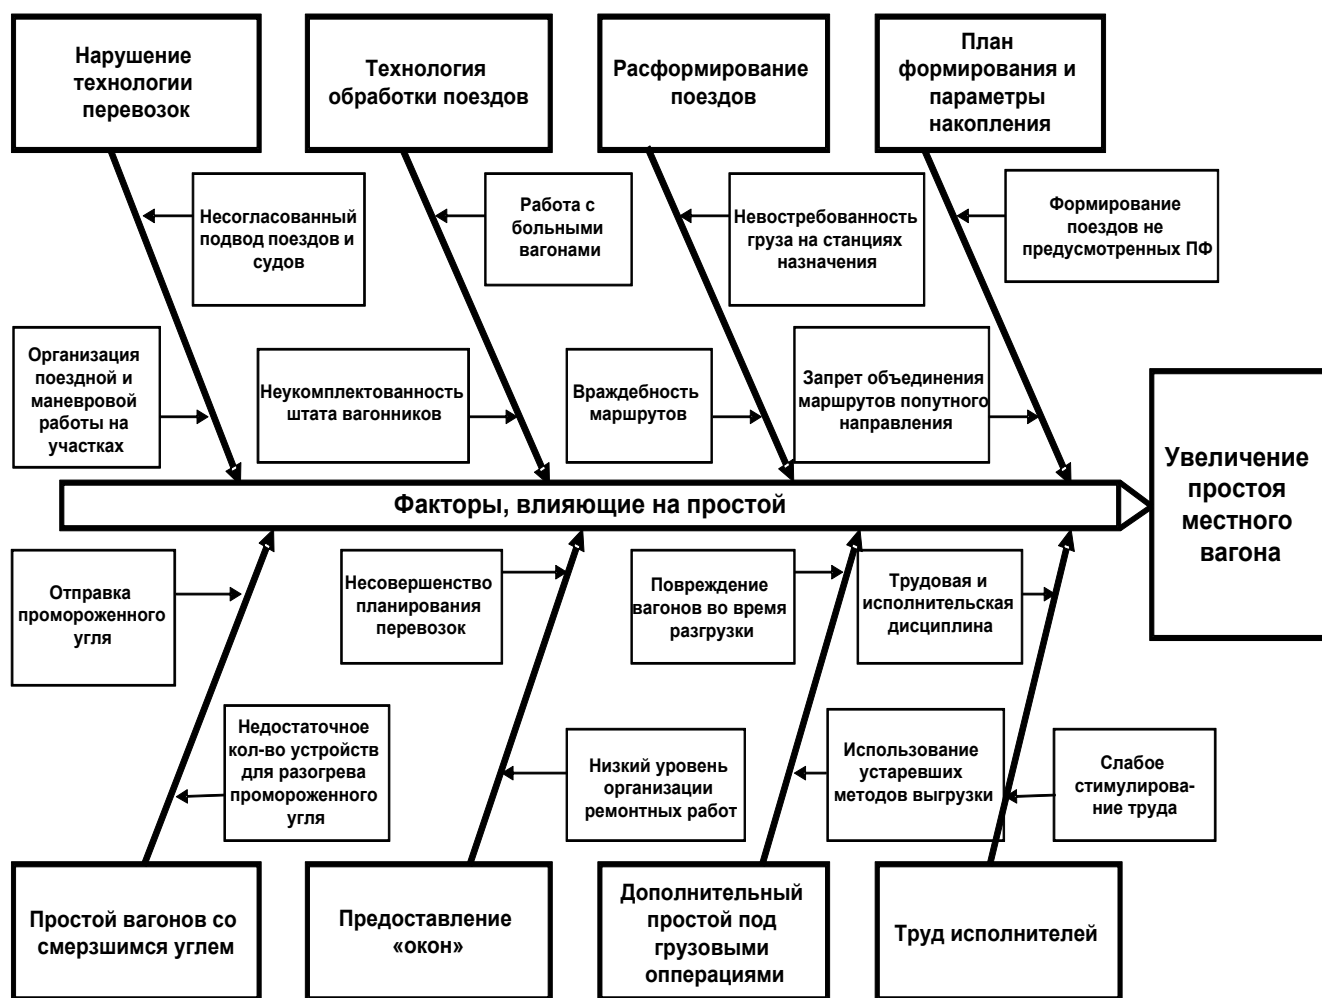 Нарушение
технологии
перевозок
Технология
обработки поездов
Расформирование
поездов
План
формирования и
параметры
накопления
Несогласованный
подвод поездов и
судов
Работа с
больными
вагонами
Невостребованность
груза на станциях
назначения
Формирование
поездов не
предусмотренных ПФ
Организация
поездной и
маневровой
работы на
участках
Неукомплектованность
штата вагонников
Враждебность
маршрутов
Запрет объединения
маршрутов попутного
направления
Увеличение
простоя
местного
вагона
Факторы, влияющие на простой
Отправка
промороженного
угля
Несовершенство
планирования
перевозок
Повреждение
вагонов во время
разгрузки
Трудовая и
исполнительская
дисциплина
Недостаточное
кол-во устройств
для разогрева
промороженного
угля
Низкий уровень
организации
ремонтных работ
Использование
устаревших
методов выгрузки
Слабое
стимулирова-
ние труда
Простой вагонов со
смерзшимся углем
Предоставление
«окон»
Дополнительный
простой под
грузовыми
опперациями
Труд исполнителей